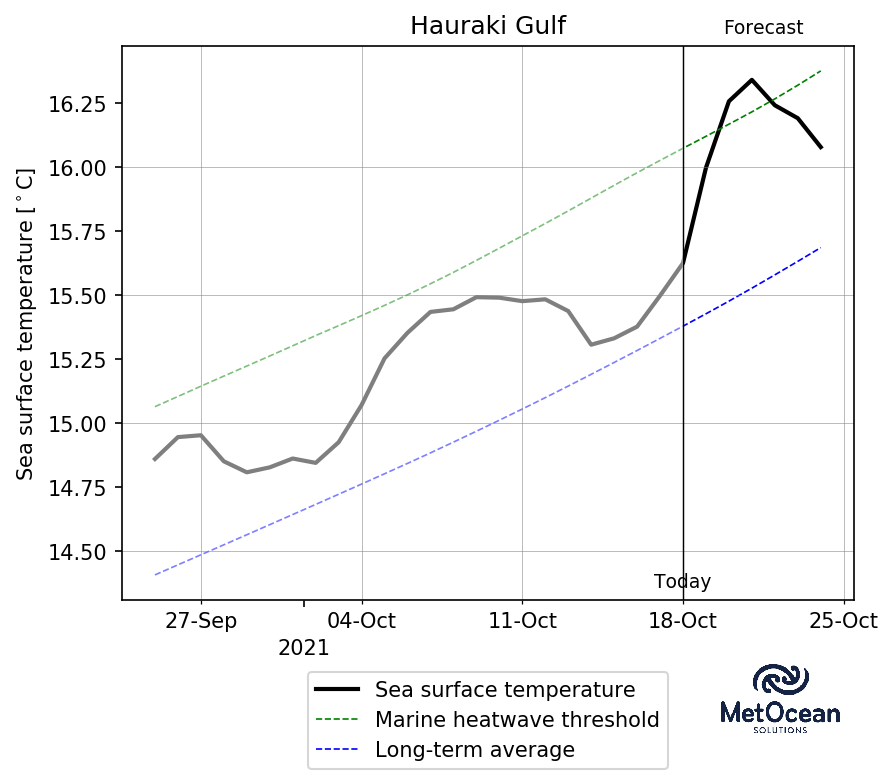 Hauraki Gulf
Forecast
Sea surface temperature [°C]
16.25
16.00
15.75
15.50
15.25
15.00
14.75
14.50
Today
27-Sep 04-Oct 11-Oct 18-Oct 25-Oct
2021
Sea surface temperature
Marine heatwave threshold
Long-term average
MetOcean
SOLUTIONS